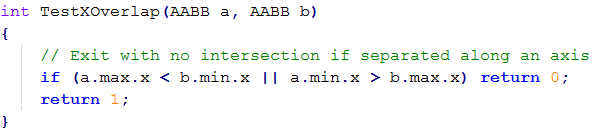 int TestXOverlap(AABB a, AABB b)
{
    // Exit with no intersection if separated along an axis
    if (a.max.x < b.min.x || a.min.x > b.max.x) return 0;
    return 1;
}